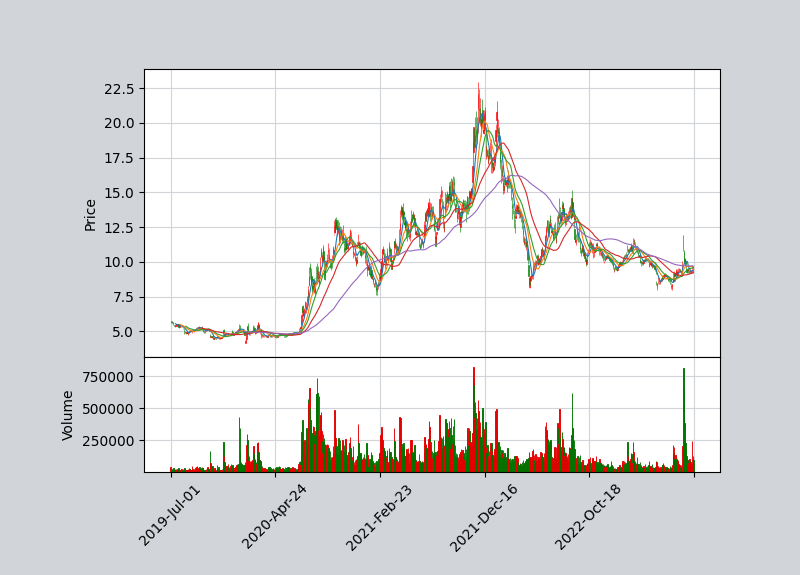 22.5
20.0
17.5
15.0
12.5
10.0
7.5
5.0
Price
750000
500000
250000
Volume
2019-Jul-01
2020-Apr-24
2021-Feb-23
2021-Dec-16
2022-Oct-18